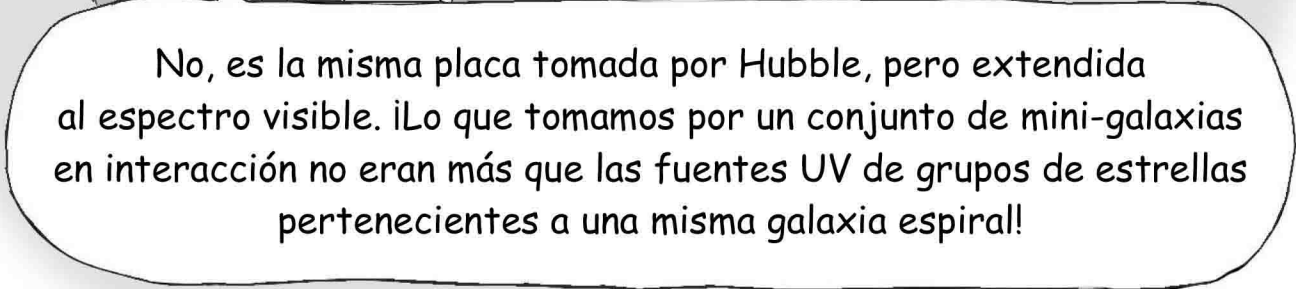 No, es la misma placa tomada por Hubble, pero extendida
al espectro visible. ¡Lo que tomamos por un conjunto de mini-galaxias
en interacción no eran más que las fuentes UV de grupos de estrellas
pertenecientes a una misma galaxia espiral!